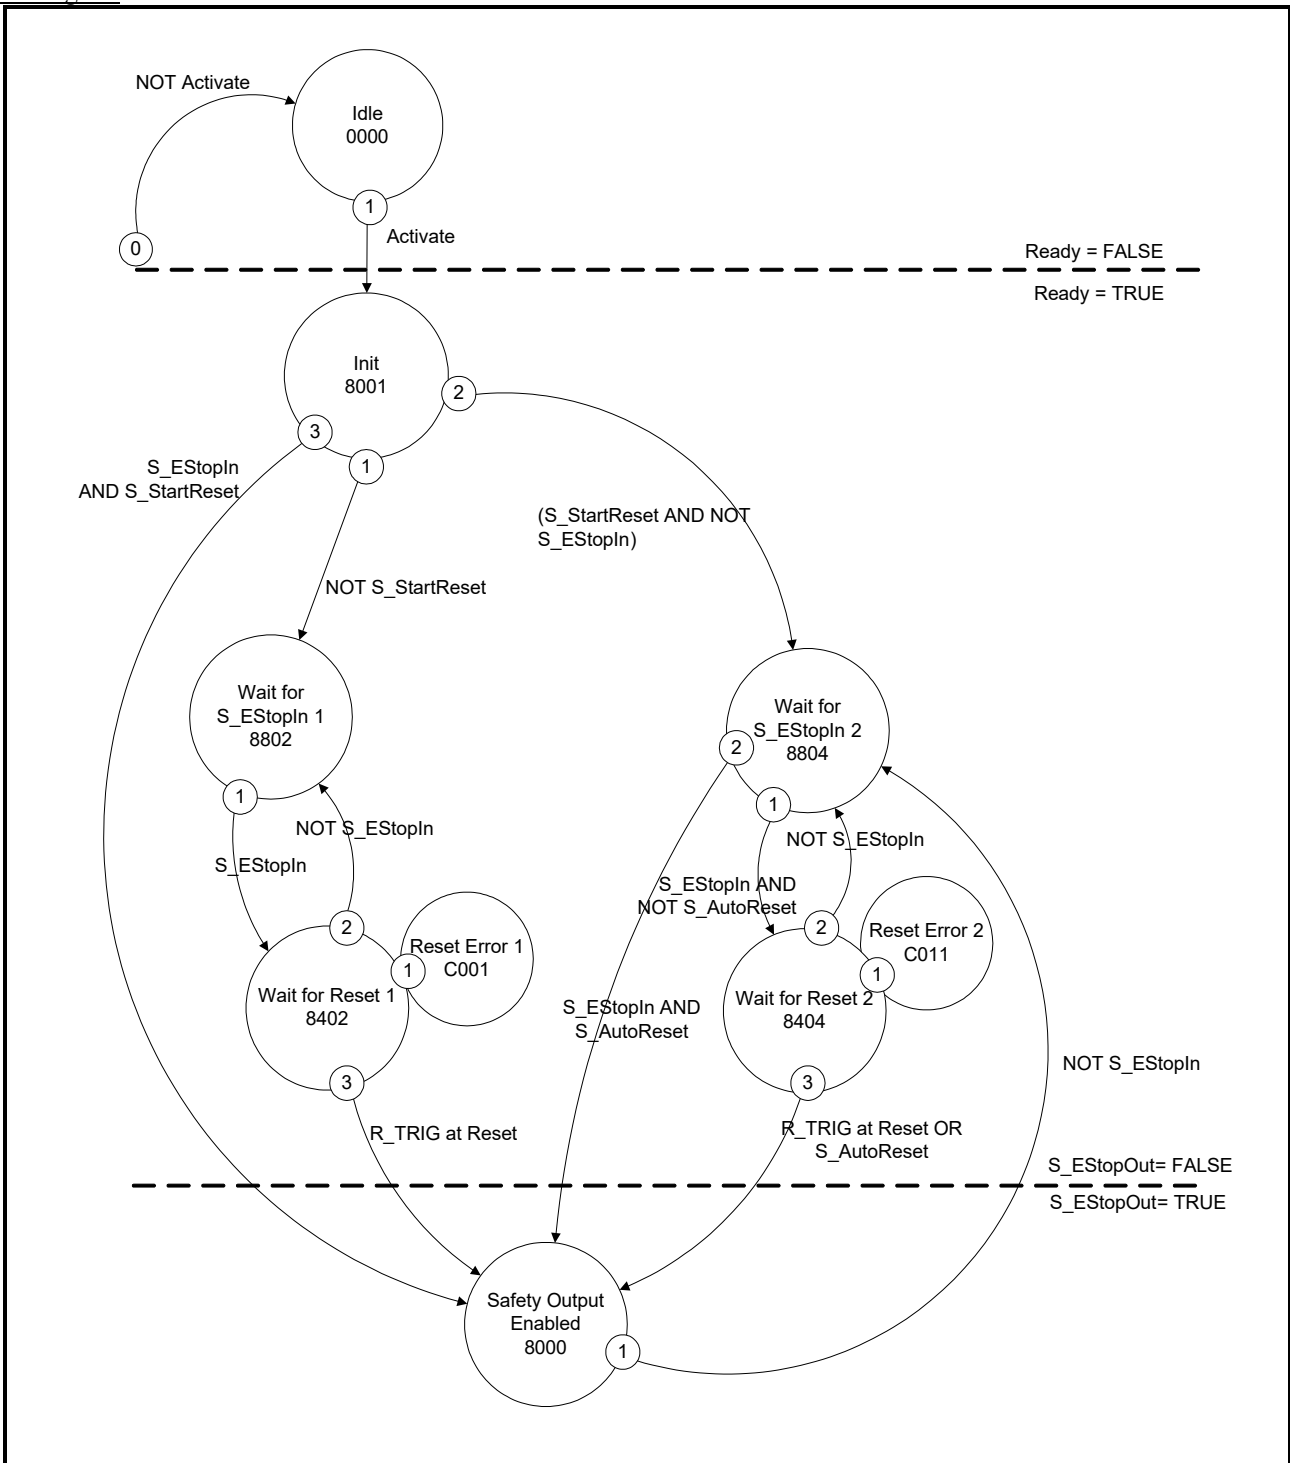 NOT Activate
Idle
0000
1
Activate
0
Ready = FALSE
Ready = TRUE
Init
8001
2
3
1
S_EStopIn
AND S_StartReset
(S_StartReset AND NOT
S_EStopIn)
NOT S_StartReset
Wait for
S_EStopIn 1
8802
1
Wait for
S_EStopIn 2
8804
2
1
NOT S_EStopIn
S_EStopIn
NOT S_EStopIn
S_EStopIn AND
NOT S_AutoReset
2
Reset Error 1
C001
1
Wait for Reset 1
8402
3
2
Reset Error 2
C011
1
Wait for Reset 2
8404
3
S_EStopIn AND
S_AutoReset
NOT S_EStopIn
R_TRIG at Reset
R_TRIG at Reset OR
S_AutoReset
S_EStopOut= FALSE
S_EStopOut= TRUE
Safety Output
Enabled
8000
1